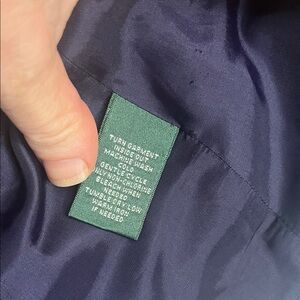 TURN GARMENT
INSIDE OUT
MACHINE WASH
COLD
GENTLE CYCLE
ONLY NON-CHLORINE
BLEACH WHEN
NEEDED
TUMBLE DRY LOW
WARM IRON
IF NEEDED